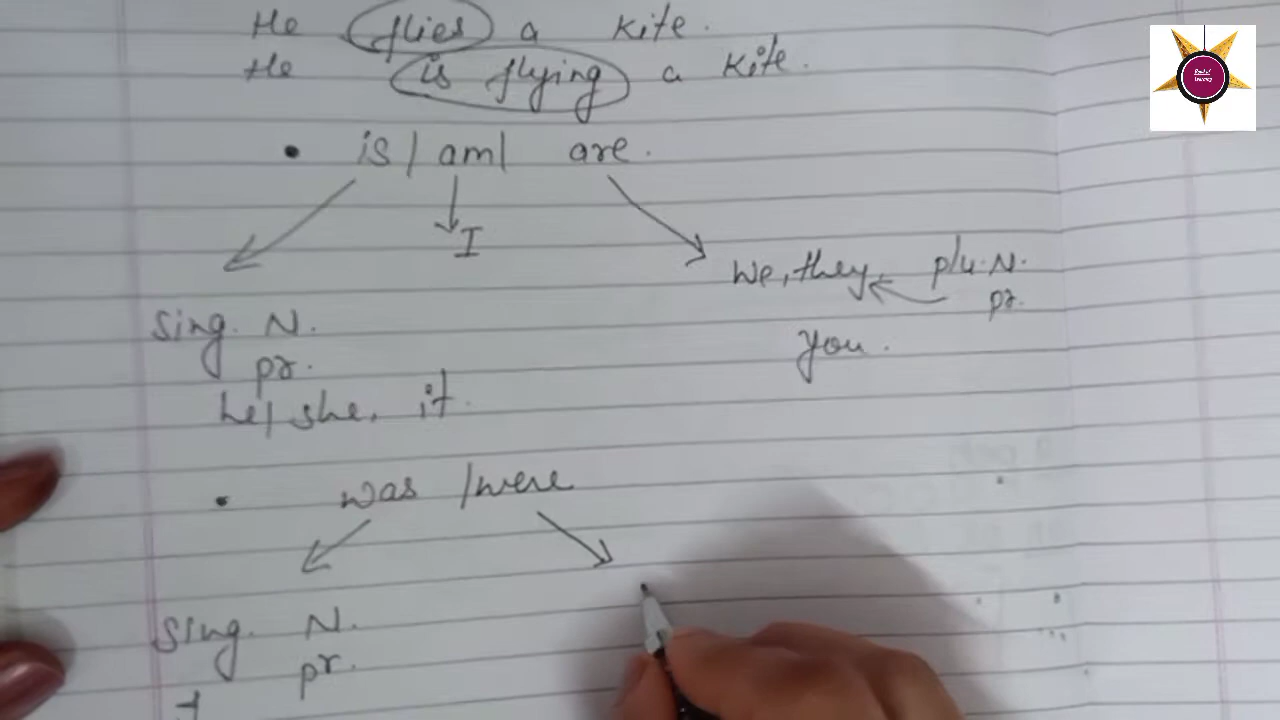 He flies a kite.
He is flying a kite.
• is / am / are.
I
We, they, plu. N.
pr.
you.
Sing. N.
pr.
he, she, it.
• was / were
Sing. N.
pr.
I